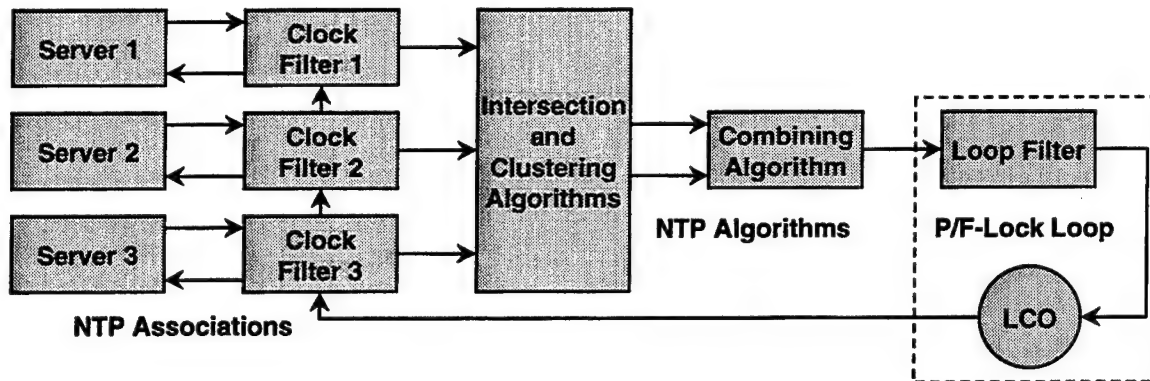 Server 1
Clock
Filter 1
Server 2
Clock
Filter 2
Server 3
Clock
Filter 3
NTP Associations
Intersection
and
Clustering
Algorithms
Combining
Algorithm
NTP Algorithms
Loop Filter
P/F-Lock Loop
LCO